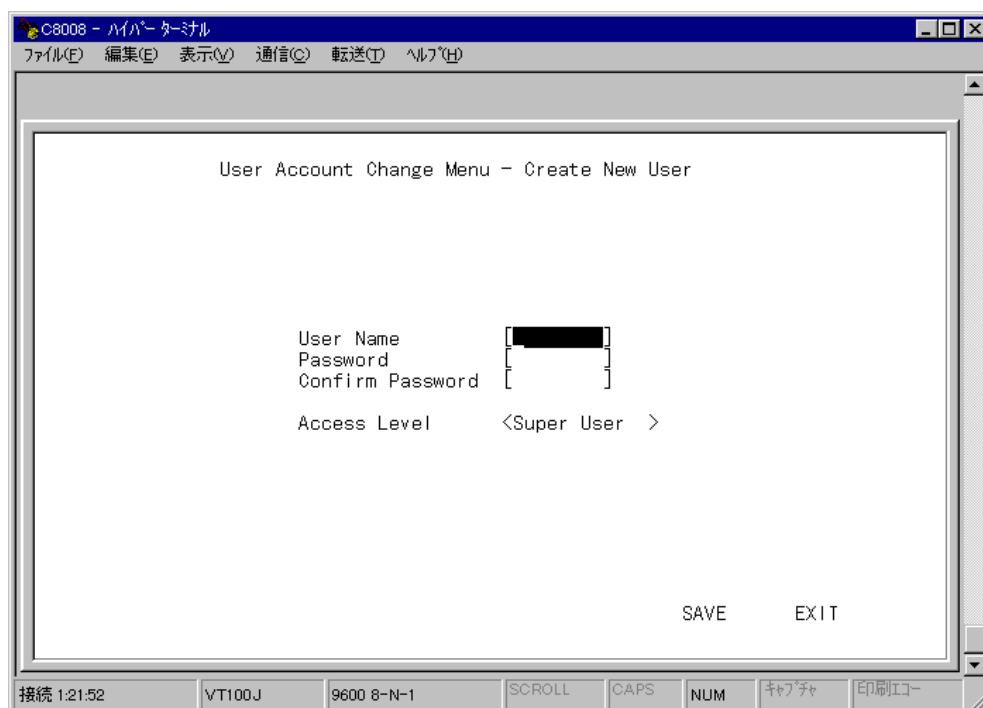 C8008 - ﾊｲﾊﾟｰ ﾀｰﾐﾅﾙ
ﾌｧｲﾙ(F) 編集(E) 表示(V) 通信(C) 転送(T) ﾍﾙﾌﾟ(H)
User Account Change Menu - Create New User
User Name [ ]
Password [ ]
Confirm Password [ ]
Access Level <Super User >
SAVE EXIT
接続 1:21:52 VT100J 9600 8-N-1 SCROLL CAPS NUM ｷｬﾌﾟﾁｬ 印刷ｴｺｰ